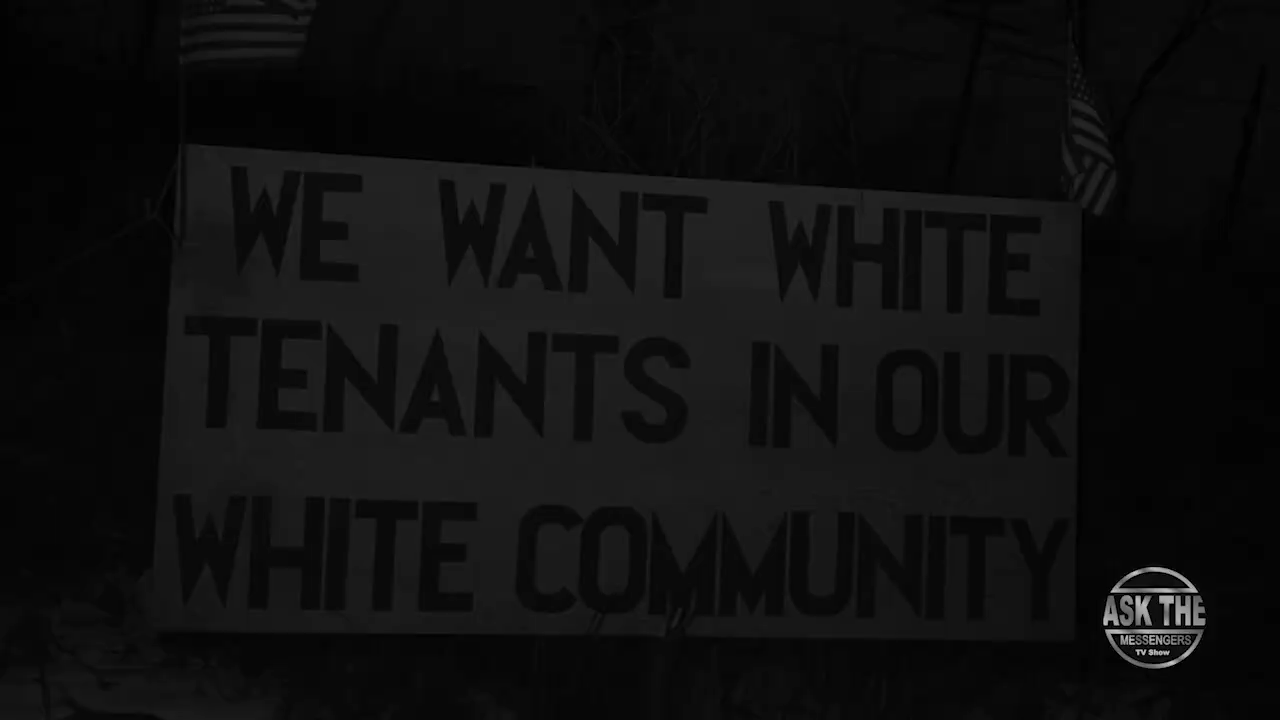 WE WANT WHITE
TENANTS IN OUR
WHITE COMMUNITY
ASK THE
MESSENGERS
TV Show